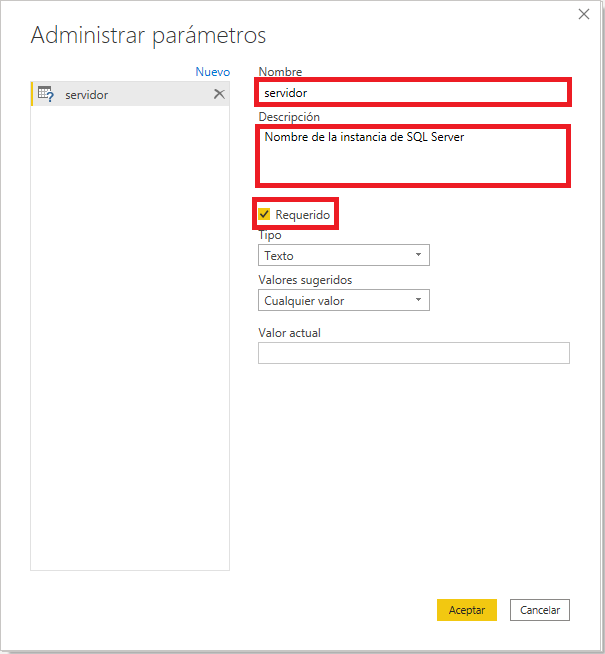 Administrar parámetros
Nuevo
servidor
Nombre
servidor
Descripción
Nombre de la instancia de SQL Server
Requerido
Tipo
Texto
Valores sugeridos
Cualquier valor
Valor actual
Aceptar
Cancelar